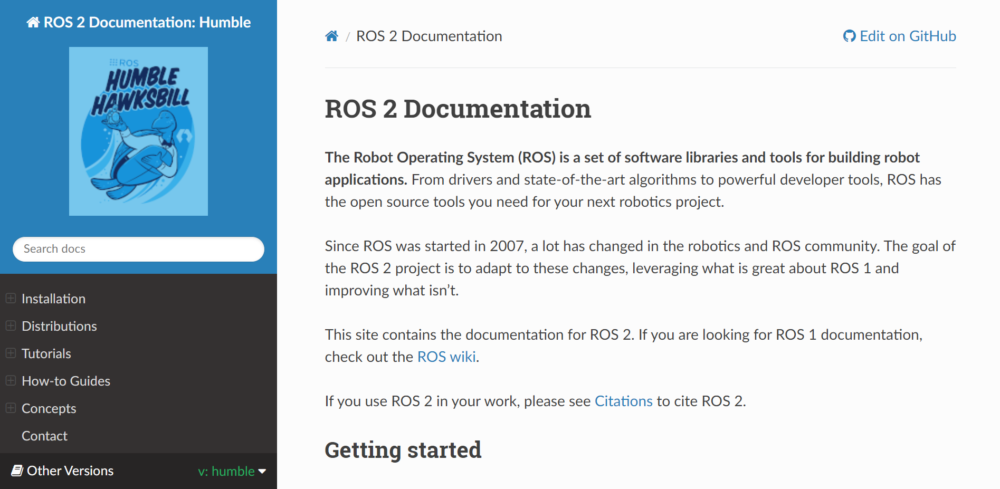 ROS 2 Documentation: Humble
ROS
HUMBLE
HAWKSBILL
Search docs
Installation
Distributions
Tutorials
How-to Guides
Concepts
Contact
Other Versions v: humble
/ ROS 2 Documentation
Edit on GitHub
ROS 2 Documentation
The Robot Operating System (ROS) is a set of software libraries and tools for building robot
applications. From drivers and state-of-the-art algorithms to powerful developer tools, ROS has
the open source tools you need for your next robotics project.
Since ROS was started in 2007, a lot has changed in the robotics and ROS community. The goal of
the ROS 2 project is to adapt to these changes, leveraging what is great about ROS 1 and
improving what isn’t.
This site contains the documentation for ROS 2. If you are looking for ROS 1 documentation,
check out the ROS wiki.
If you use ROS 2 in your work, please see Citations to cite ROS 2.
Getting started